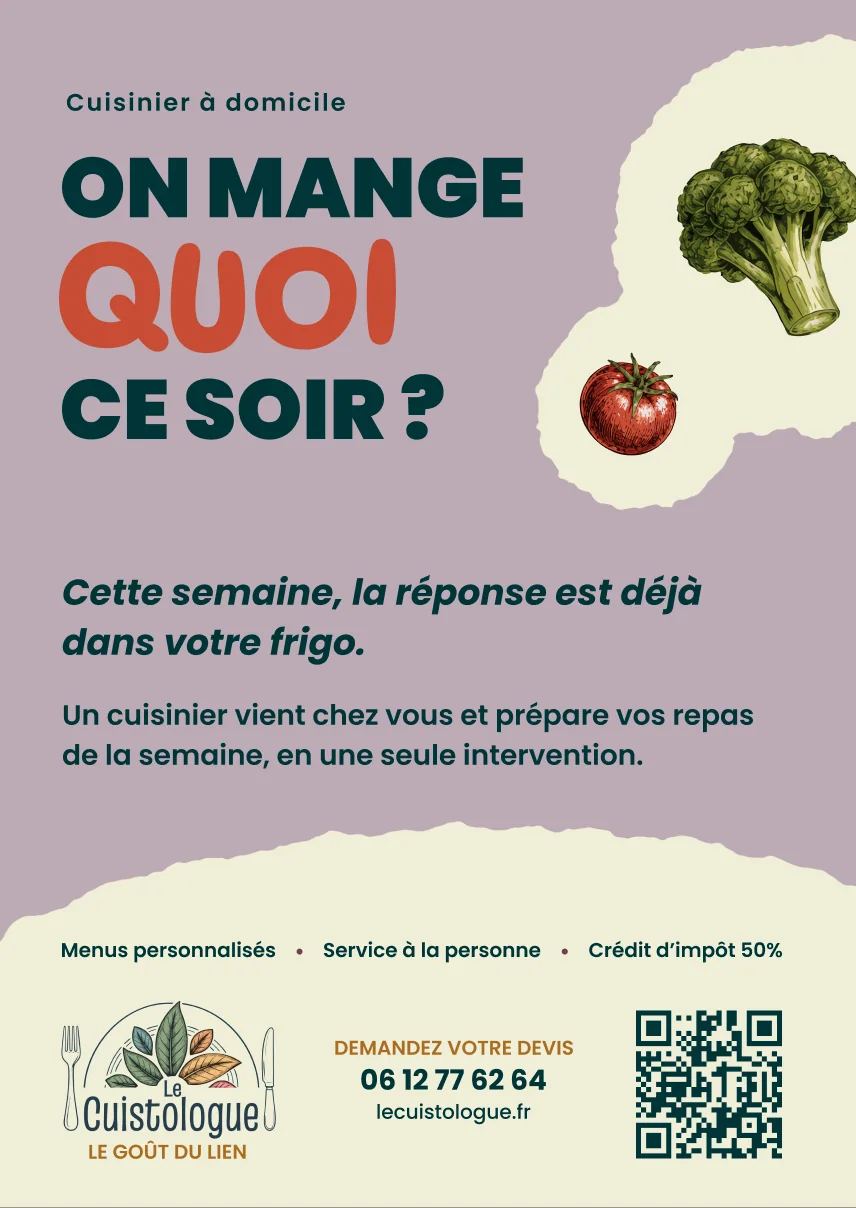 Cuisinier à domicile
ON MANGE
QUOI
CE SOIR ?
Cette semaine, la réponse est déjà
dans votre frigo.
Un cuisinier vient chez vous et prépare vos repas
de la semaine, en une seule intervention.
Menus personnalisés • Service à la personne • Crédit d'impôt 50%
Le
Cuistologue
LE GOÛT DU LIEN
DEMANDEZ VOTRE DEVIS
06 12 77 62 64
lecuistologue.fr